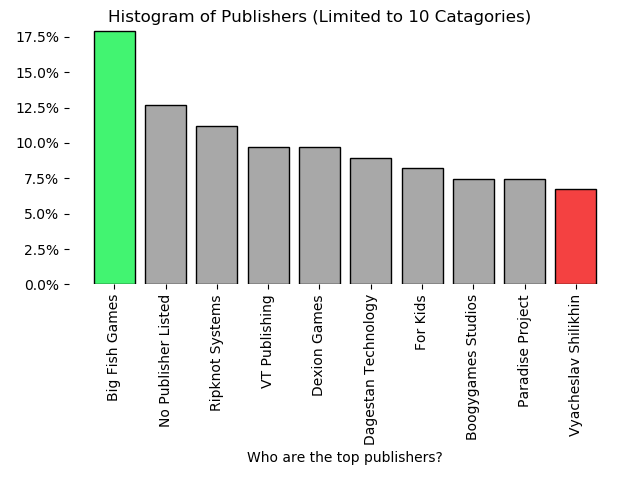 Histogram of Publishers (Limited to 10 Catagories)
17.5%
15.0%
12.5%
10.0%
7.5%
5.0%
2.5%
0.0%
Big Fish Games
No Publisher Listed
Ripknot Systems
VT Publishing
Dexion Games
Dagestan Technology
For Kids
Boogygames Studios
Paradise Project
Vyacheslav Shilikhin
Who are the top publishers?